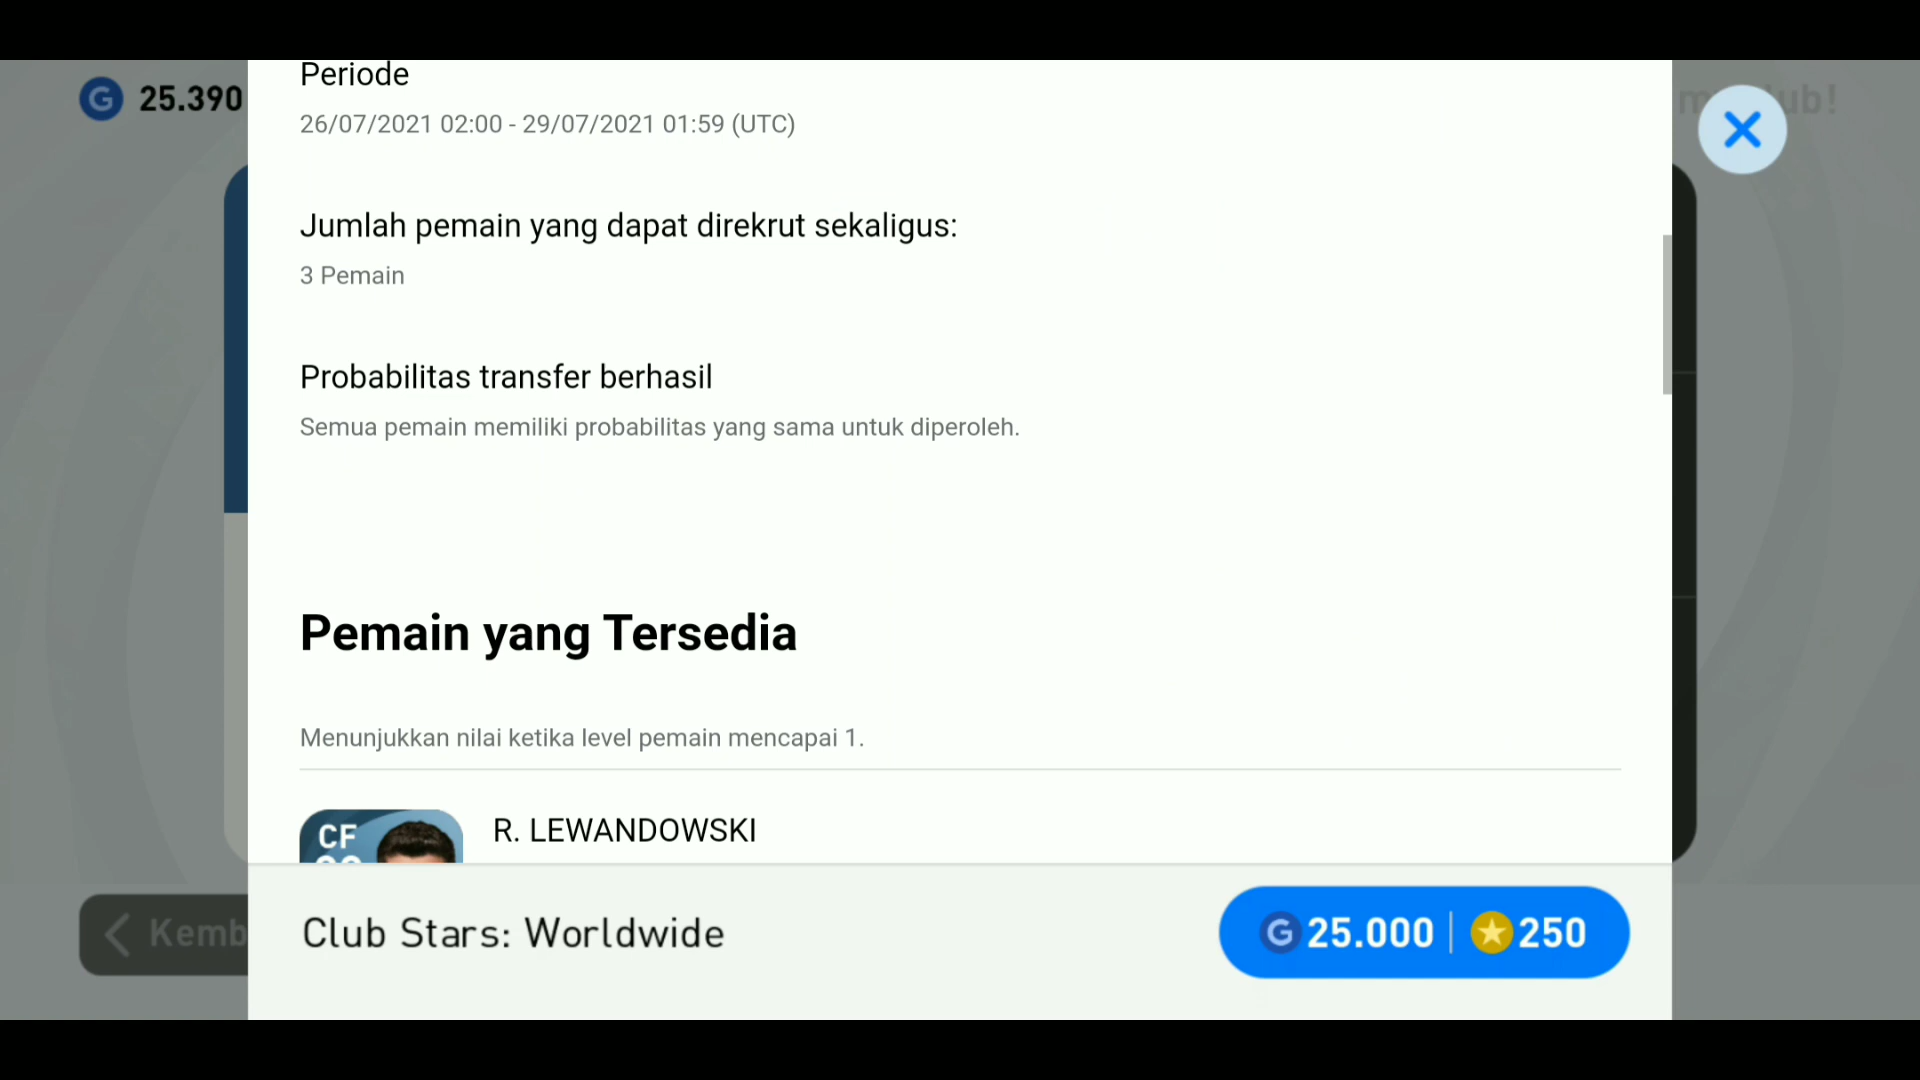 Periode
G 25.390
26/07/2021 02:00 - 29/07/2021 01:59 (UTC)
Jumlah pemain yang dapat direkrut sekaligus:
3 Pemain
Probabilitas transfer berhasil
Semua pemain memiliki probabilitas yang sama untuk diperoleh.
Pemain yang Tersedia
Menunjukkan nilai ketika level pemain mencapai 1.
CF
R. LEWANDOWSKI
Kemb
Club Stars: Worldwide
G 25.000 | 250